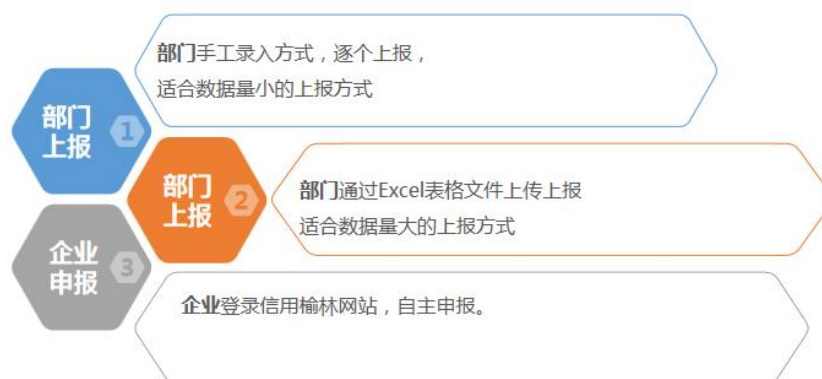 部门
上报
1
部门手工录入方式，逐个上报，
适合数据量小的上报方式
部门
上报
2
部门通过Excel表格文件上传上报
适合数据量大的上报方式
企业
申报
3
企业登录信用榆林网站，自主申报。